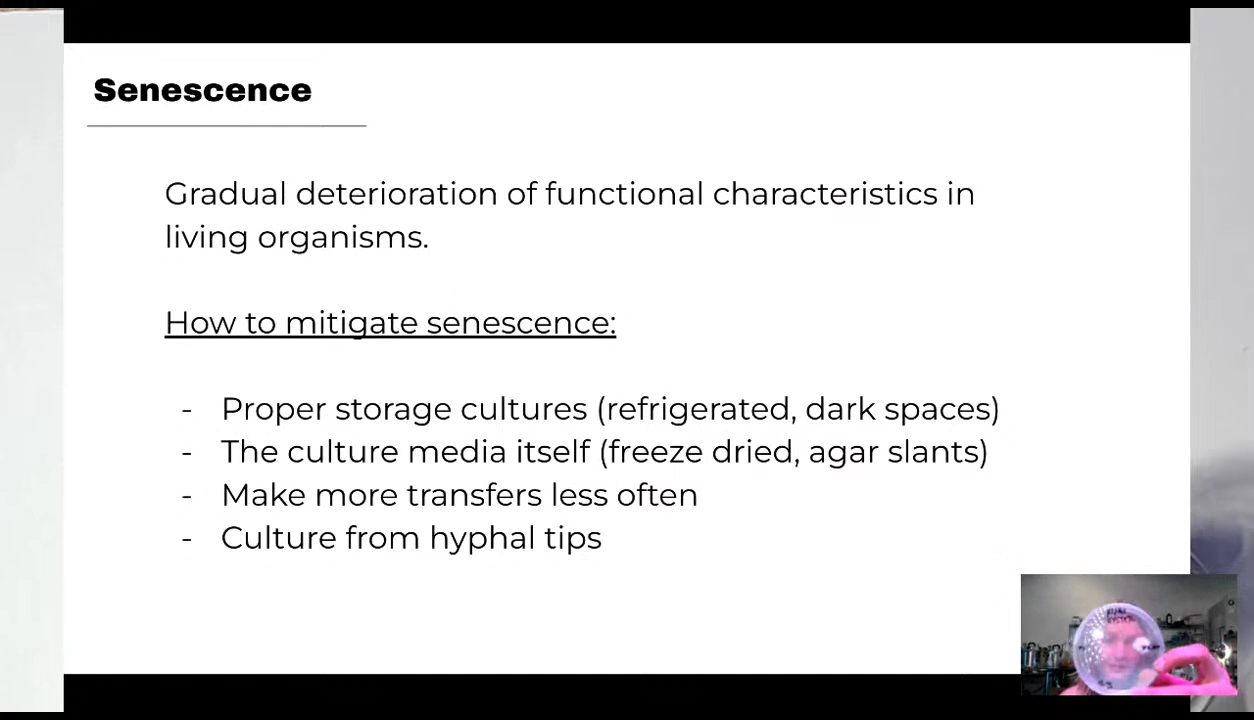 Senescence
Gradual deterioration of functional characteristics in
living organisms.
How to mitigate senescence:
- Proper storage cultures (refrigerated, dark spaces)
- The culture media itself (freeze dried, agar slants)
- Make more transfers less often
- Culture from hyphal tips